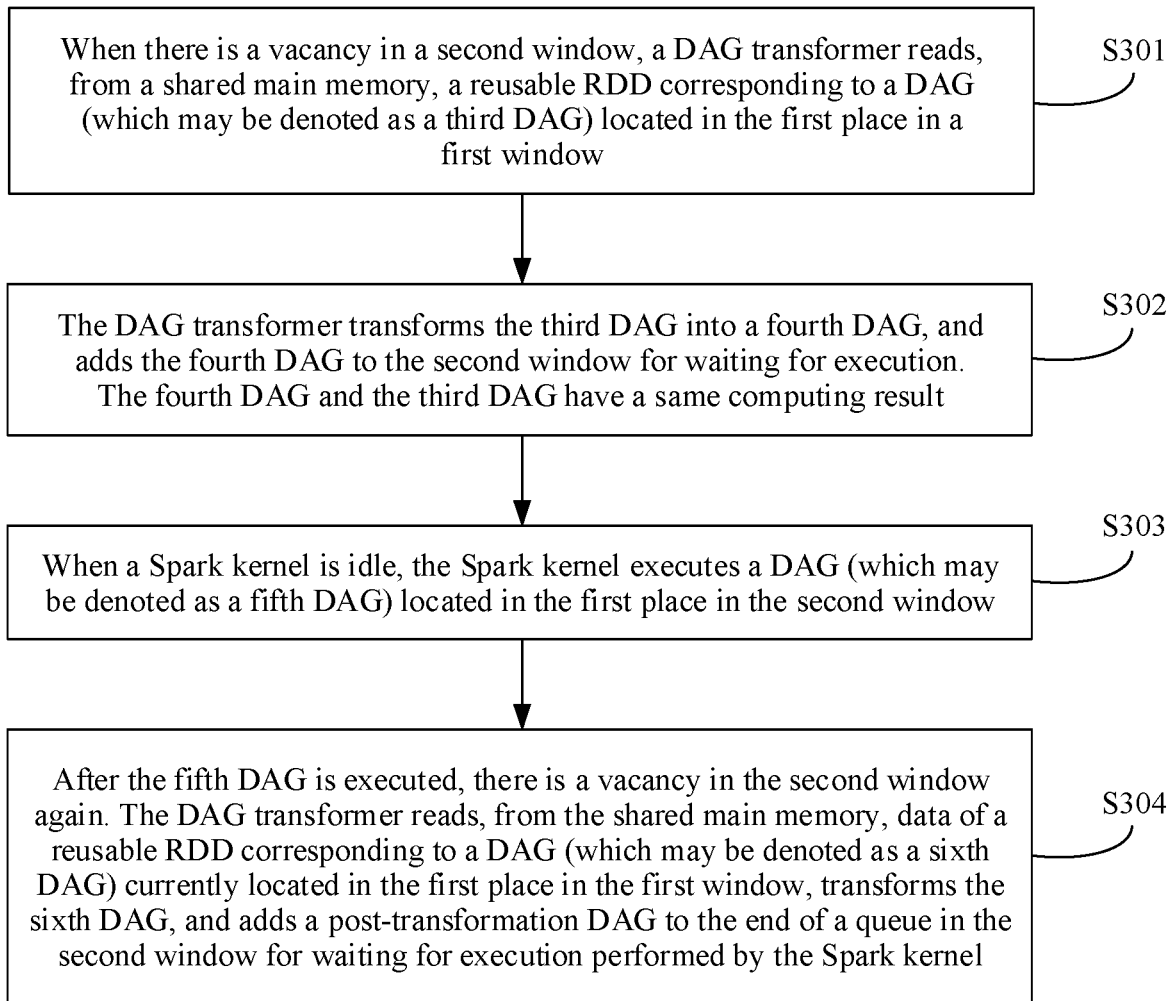 When there is a vacancy in a second window, a DAG transformer reads,
from a shared main memory, a reusable RDD corresponding to a DAG
(which may be denoted as a third DAG) located in the first place in a
first window
S301
The DAG transformer transforms the third DAG into a fourth DAG, and
adds the fourth DAG to the second window for waiting for execution.
The fourth DAG and the third DAG have a same computing result
S302
When a Spark kernel is idle, the Spark kernel executes a DAG (which may
be denoted as a fifth DAG) located in the first place in the second window
S303
After the fifth DAG is executed, there is a vacancy in the second window
again. The DAG transformer reads, from the shared main memory, data of a
reusable RDD corresponding to a DAG (which may be denoted as a sixth
DAG) currently located in the first place in the first window, transforms the
sixth DAG, and adds a post-transformation DAG to the end of a queue in the
second window for waiting for execution performed by the Spark kernel
S304